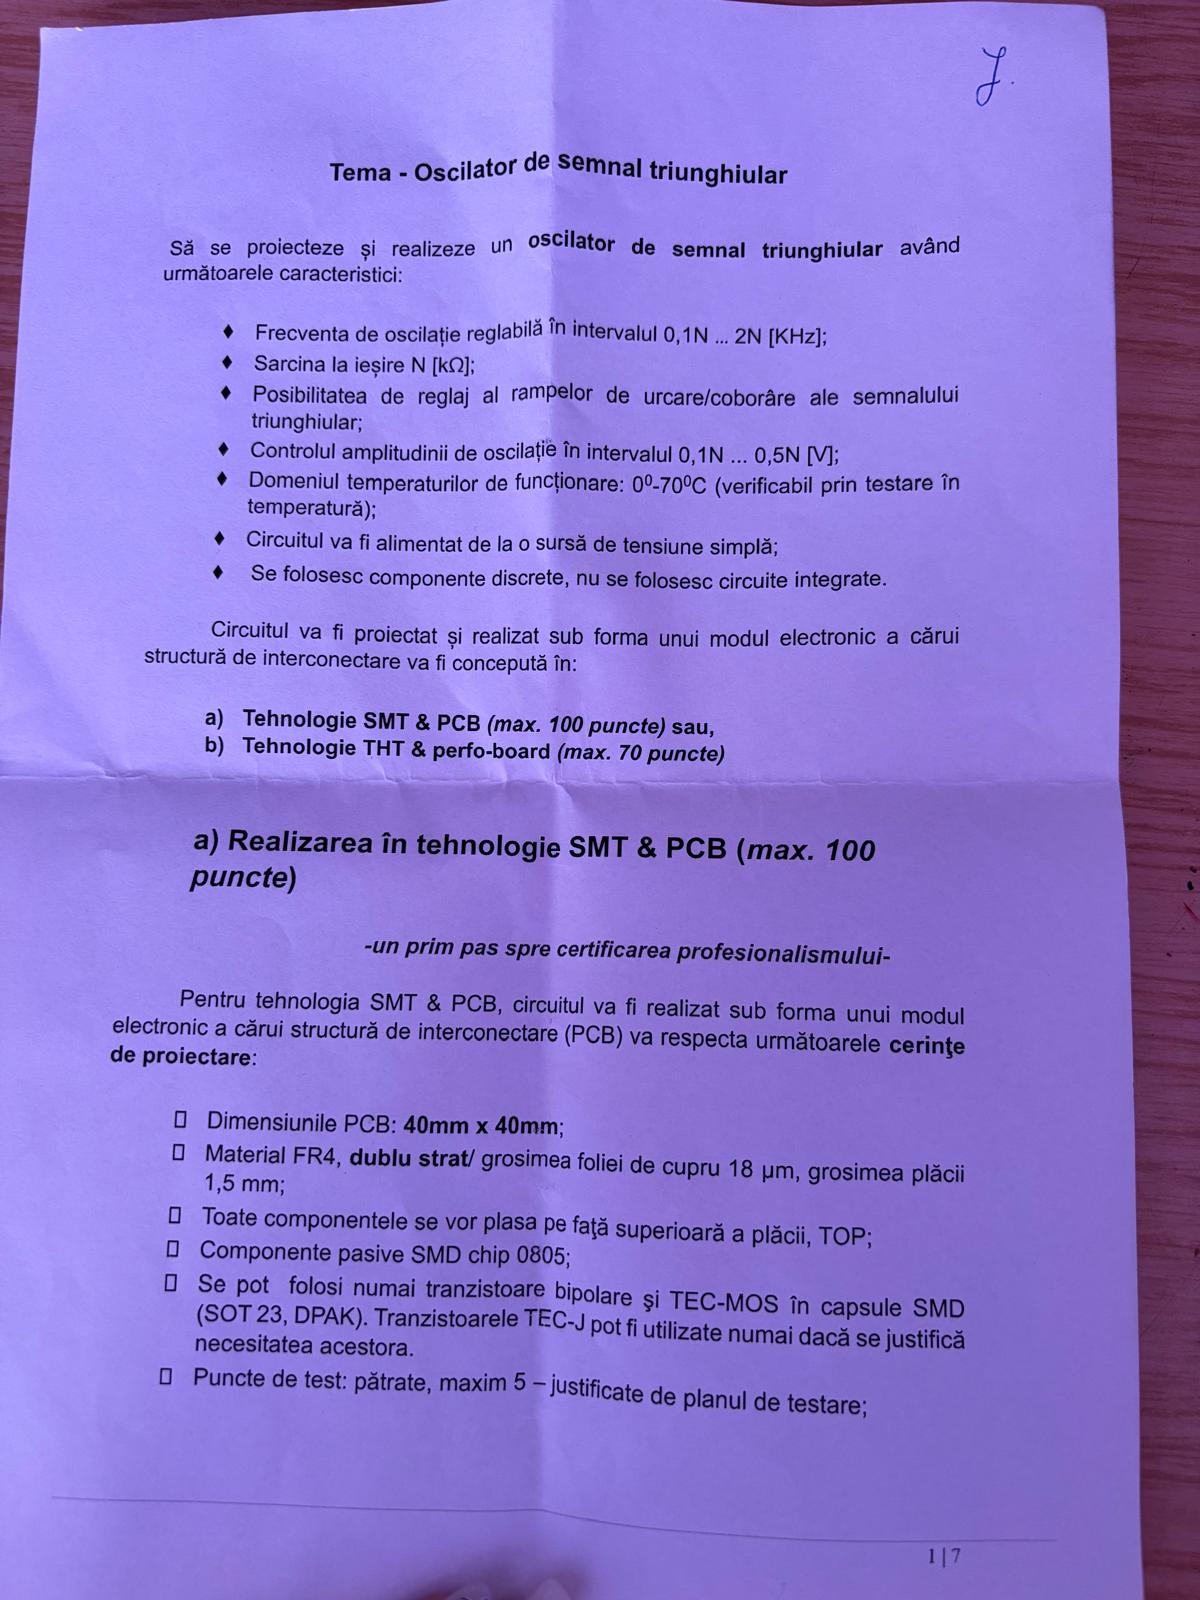 J.
Tema - Oscilator de semnal triunghiular
Să se proiecteze și realizeze un oscilator de semnal triunghiular având
următoarele caracteristici:
♦ Frecventa de oscilație reglabilă în intervalul 0,1N ... 2N [KHz];
♦ Sarcina la ieșire N [kΩ];
♦ Posibilitatea de reglaj al rampelor de urcare/coborâre ale semnalului
triunghiular;
♦ Controlul amplitudinii de oscilație în intervalul 0,1N ... 0,5N [V];
♦ Domeniul temperaturilor de funcționare: 0⁰-70⁰C (verificabil prin testare în
temperatură);
♦ Circuitul va fi alimentat de la o sursă de tensiune simplă;
♦ Se folosesc componente discrete, nu se folosesc circuite integrate.
Circuitul va fi proiectat și realizat sub forma unui modul electronic a cărui
structură de interconectare va fi concepută în:
a) Tehnologie SMT & PCB (max. 100 puncte) sau,
b) Tehnologie THT & perfo-board (max. 70 puncte)
a) Realizarea în tehnologie SMT & PCB (max. 100
puncte)
-un prim pas spre certificarea profesionalismului-
Pentru tehnologia SMT & PCB, circuitul va fi realizat sub forma unui modul
electronic a cărui structură de interconectare (PCB) va respecta următoarele cerinţe
de proiectare:
▯ Dimensiunile PCB: 40mm x 40mm;
▯ Material FR4, dublu strat/ grosimea foliei de cupru 18 µm, grosimea plăcii
1,5 mm;
▯ Toate componentele se vor plasa pe faţă superioară a plăcii, TOP;
▯ Componente pasive SMD chip 0805;
▯ Se pot folosi numai tranzistoare bipolare şi TEC-MOS în capsule SMD
(SOT 23, DPAK). Tranzistoarele TEC-J pot fi utilizate numai dacă se justifică
necesitatea acestora.
▯ Puncte de test: pătrate, maxim 5 – justificate de planul de testare;
1 | 7